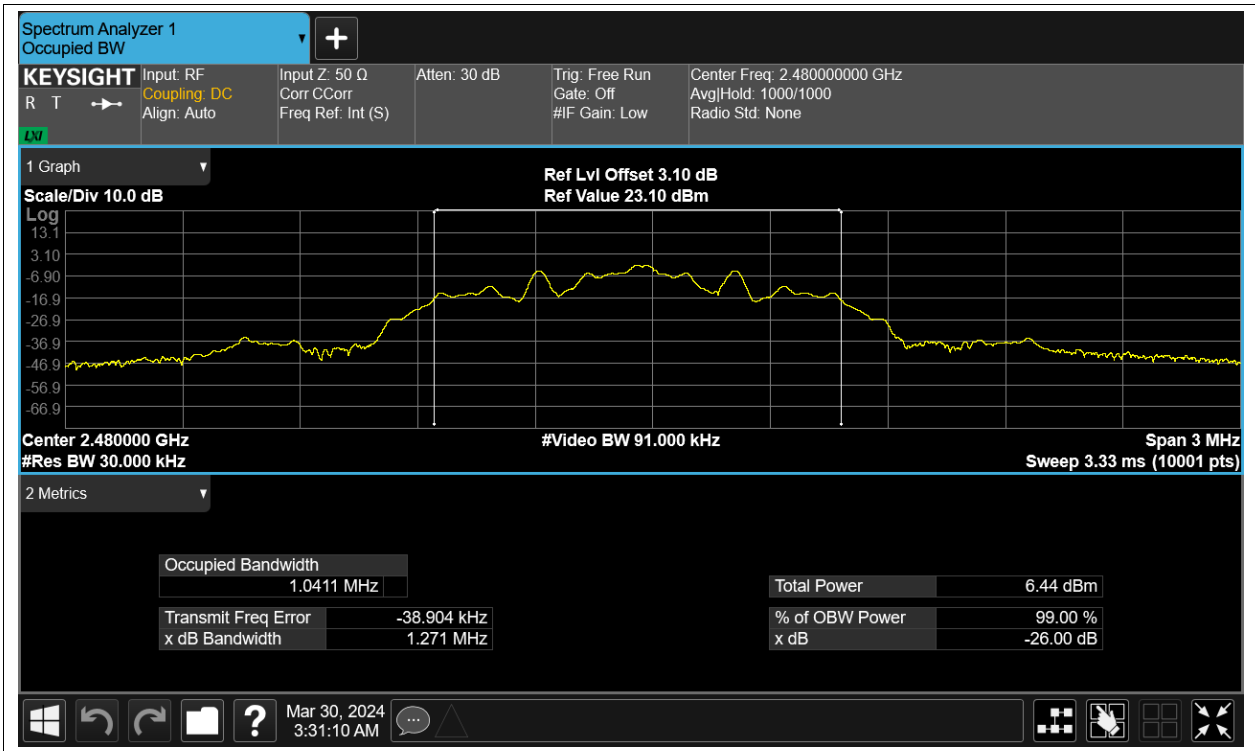 Spectrum Analyzer 1
Occupied BW
KEYSIGHT
R T
LXI
Input: RF
Coupling: DC
Align: Auto
Input Z: 50 Ω
Corr CCorr
Freq Ref: Int (S)
Atten: 30 dB
Trig: Free Run
Gate: Off
#IF Gain: Low
Center Freq: 2.480000000 GHz
Avg|Hold: 1000/1000
Radio Std: None
1 Graph
Scale/Div 10.0 dB
Ref Lvl Offset 3.10 dB
Ref Value 23.10 dBm
Log
13.1
3.10
-6.90
-16.9
-26.9
-36.9
-46.9
-56.9
-66.9
Center 2.480000 GHz
#Res BW 30.000 kHz
#Video BW 91.000 kHz
Span 3 MHz
Sweep 3.33 ms (10001 pts)
2 Metrics
Occupied Bandwidth
1.0411 MHz
Transmit Freq Error -38.904 kHz
x dB Bandwidth 1.271 MHz
Total Power 6.44 dBm
% of OBW Power 99.00 %
x dB -26.00 dB
?
Mar 30, 2024
3:31:10 AM